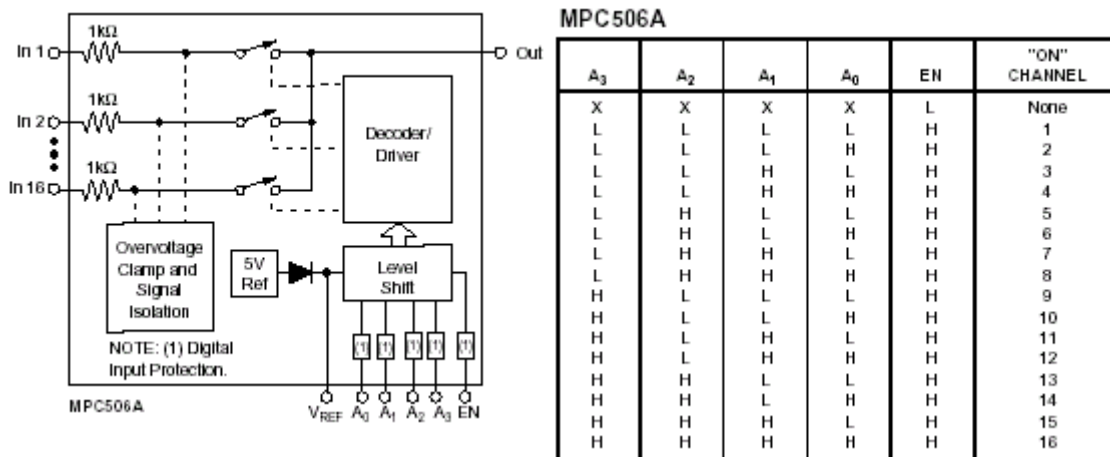 1kΩ
In 1
Out
1kΩ
In 2
Decoder/
Driver
1kΩ
In 16
Overvoltage
Clamp and
Signal
Isolation
5V
Ref
Level
Shift
NOTE: (1) Digital
Input Protection.
(1) (1) (1) (1) (1)
MPC506A
VREF A0 A1 A2 A3 EN
MPC506A
A3 A2 A1 A0 EN "ON" CHANNEL
X X X X L None
L L L L H 1
L L L H H 2
L L H L H 3
L L H H H 4
L H L L H 5
L H L H H 6
L H H L H 7
L H H H H 8
H L L L H 9
H L L H H 10
H L H L H 11
H L H H H 12
H H L L H 13
H H L H H 14
H H H L H 15
H H H H H 16